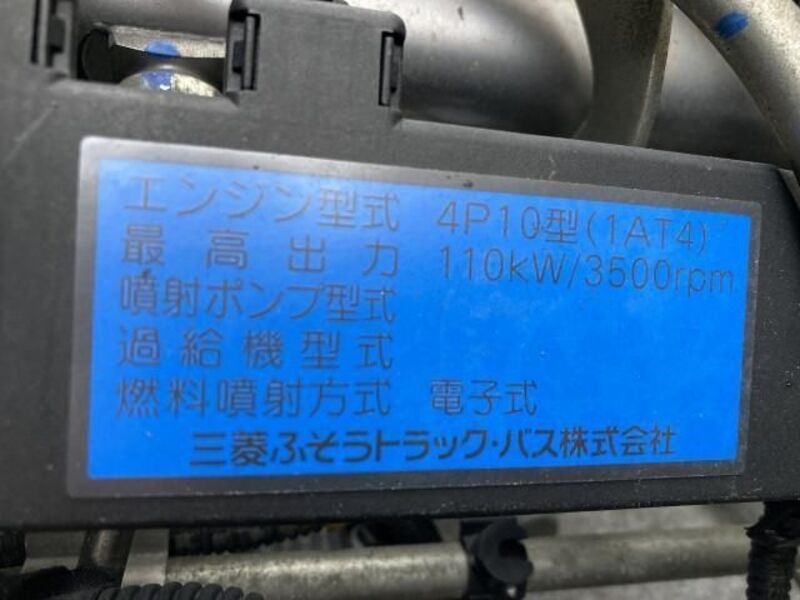 エンジン型式 4P10型(1AT4)
最高出力 110kW/3500rpm
噴射ポンプ型式
過給機型式
燃料噴射方式 電子式
三菱ふそうトラック・バス株式会社